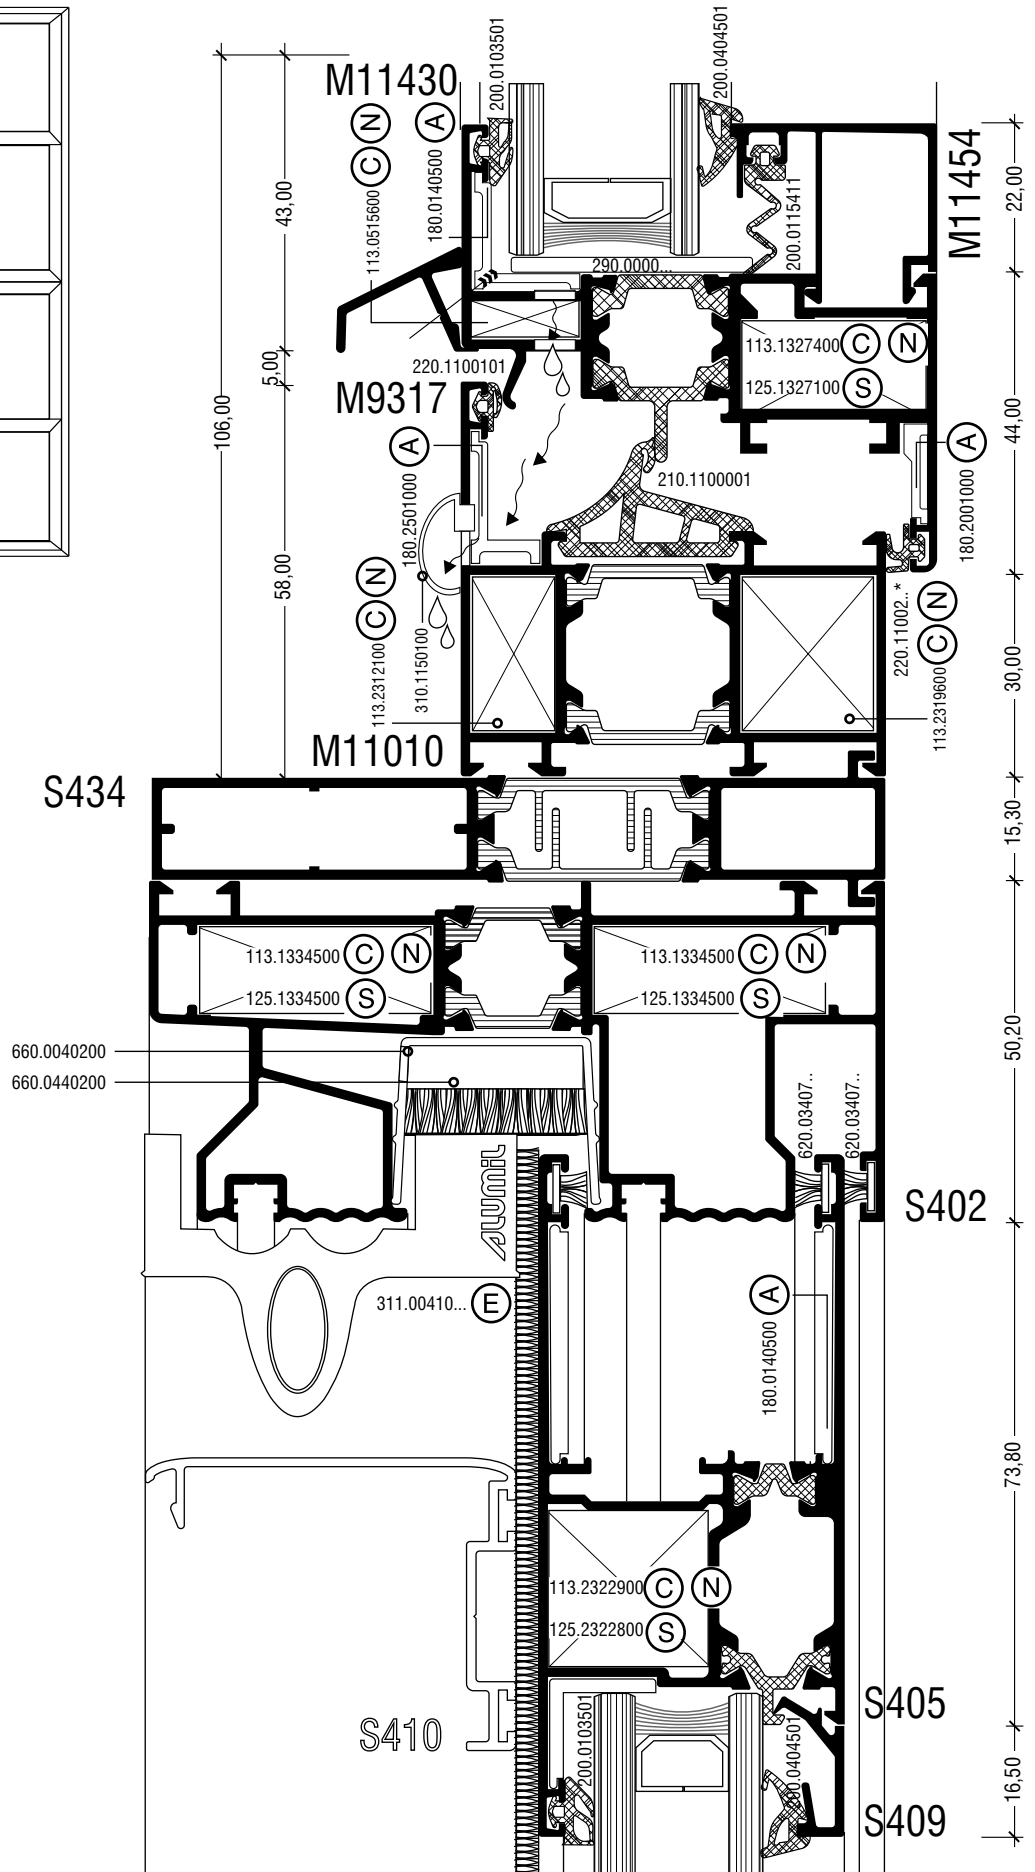 M11430
200.0103501
200.0404501
N
C
A
113.0515600
180.0140500
M11454
22,00
43,00
200.0115411
290.0000...
113.1327400 C N
125.1327100 S
220.1100101
5,00
M9317
106,00
44,00
A
180.2501000
210.1100001
A
180.2001000
58,00
N
C
113.2312100
310.1150100
220.11002..*
N
C
113.2319600
30,00
M11010
S434
15,30
113.1334500 C N
125.1334500 S
113.1334500 C N
125.1334500 S
50,20
660.0040200
660.0440200
620.03407..
620.03407..
ALUMIL
S402
311.00410... E
A
180.0140500
73,80
113.2322900 C N
125.2322800 S
S405
S410
200.0103501
200.0404501
16,50
S409